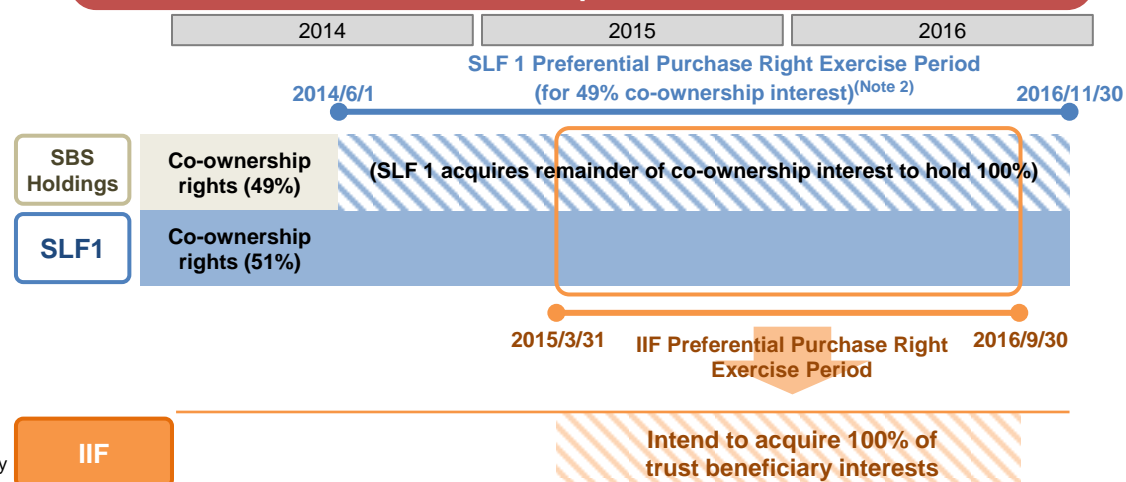 2014
2015
2016
SLF 1 Preferential Purchase Right Exercise Period
(for 49% co-ownership interest)(Note 2)
2014/6/1
2016/11/30
SBS
Holdings
Co-ownership
rights (49%)
(SLF 1 acquires remainder of co-ownership interest to hold 100%)
SLF1
Co-ownership
rights (51%)
2015/3/31
IIF Preferential Purchase Right
Exercise Period
2016/9/30
IIF
Intend to acquire 100% of
trust beneficiary interests